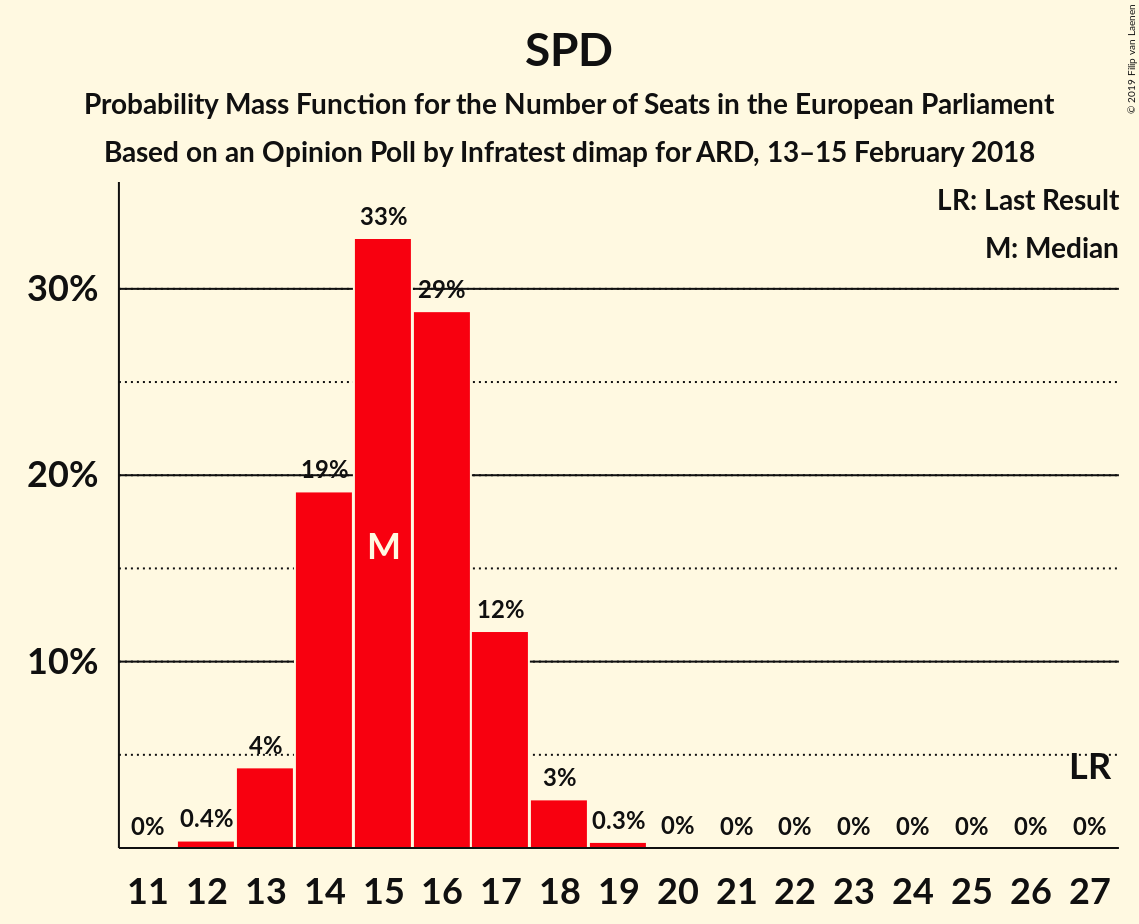 SPD
Probability Mass Function for the Number of Seats in the European Parliament
Based on an Opinion Poll by Infratest dimap for ARD, 13–15 February 2018
© 2019 Filip van Laenen
LR: Last Result
M: Median
30%
20%
10%
0%
0.4%
4%
19%
33%
29%
12%
3%
0.3%
0%
0%
0%
0%
0%
0%
0%
0%
M
LR
11 12 13 14 15 16 17 18 19 20 21 22 23 24 25 26 27